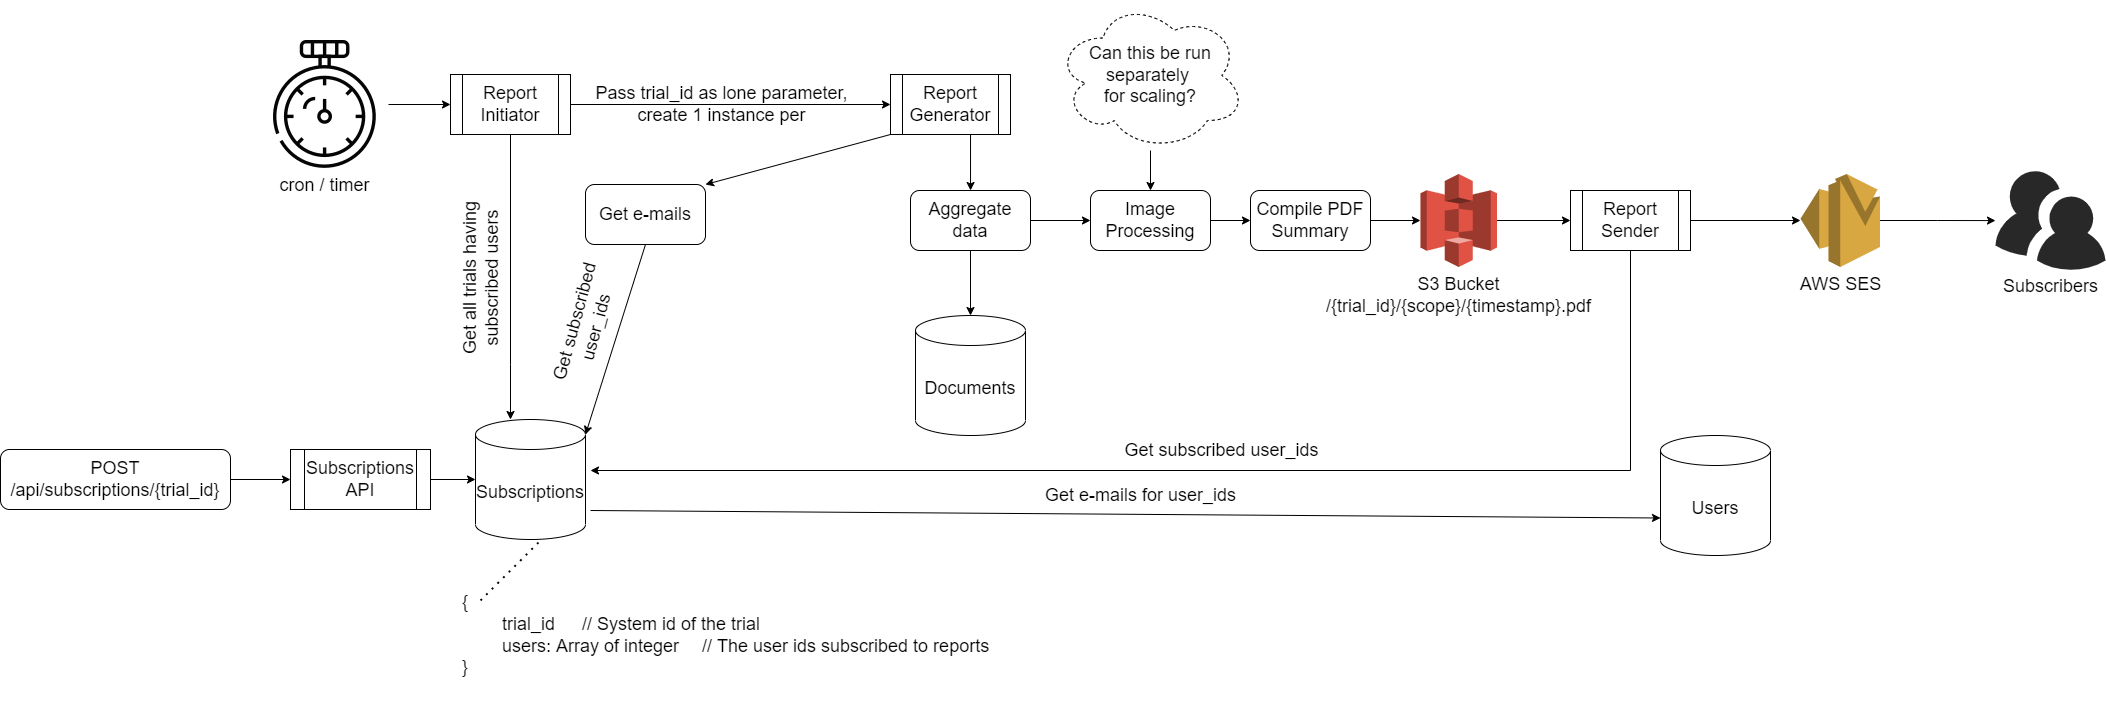 Can this be run
separately
for scaling?
Report
Initiator
Pass trial_id as lone parameter,
create 1 instance per
Report
Generator
cron / timer
Get e-mails
Aggregate
data
Image
Processing
Compile PDF
Summary
Report
Sender
Get all trials having
subscribed users
Get subscribed
user_ids
S3 Bucket
/{trial_id}/{scope}/{timestamp}.pdf
AWS SES
Subscribers
Documents
Get subscribed user_ids
POST
/api/subscriptions/{trial_id}
Subscriptions
API
Subscriptions
Get e-mails for user_ids
Users
{
trial_id // System id of the trial
users: Array of integer // The user ids subscribed to reports
}